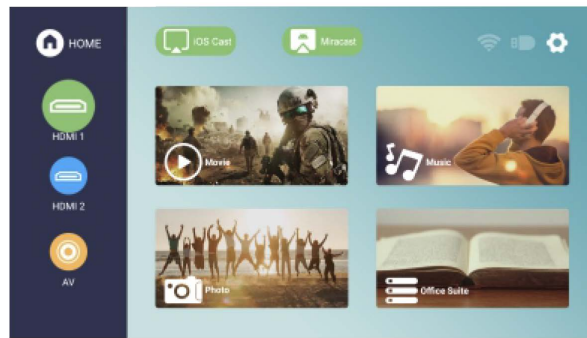 HOME
iOS Cast
Miracast
HDMI 1
HDMI 2
AV
Movie
Music
Photo
Office Suite